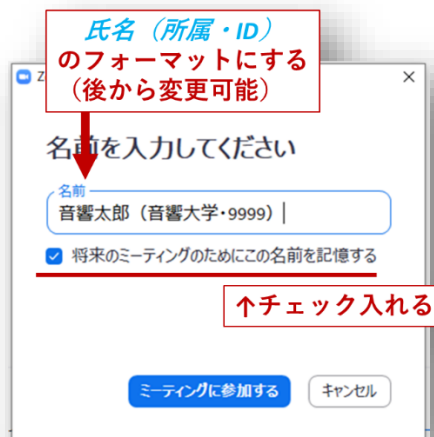 氏名（所属・ID）
のフォーマットにする
（後から変更可能）
名前を入力してください
名前
音響太郎（音響大学・9999）
将来のミーティングのためにこの名前を記憶する
↑チェック入れる
ミーティングに参加する
キャンセル